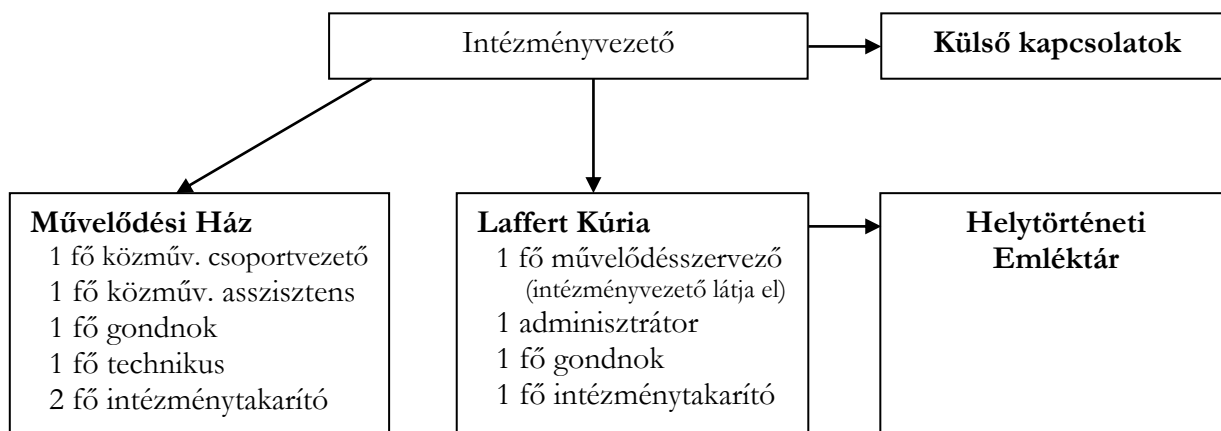 Intézményvezető
Külső kapcsolatok
Művelődési Ház
1 fő közműv. csoportvezető
1 fő közműv. asszisztens
1 fő gondnok
1 fő technikus
2 fő intézménytakarító
Laffert Kúria
1 fő művelődésszervező
(intézményvezető látja el)
1 adminisztrátor
1 fő gondnok
1 fő intézménytakarító
Helytörténeti
Emléktár